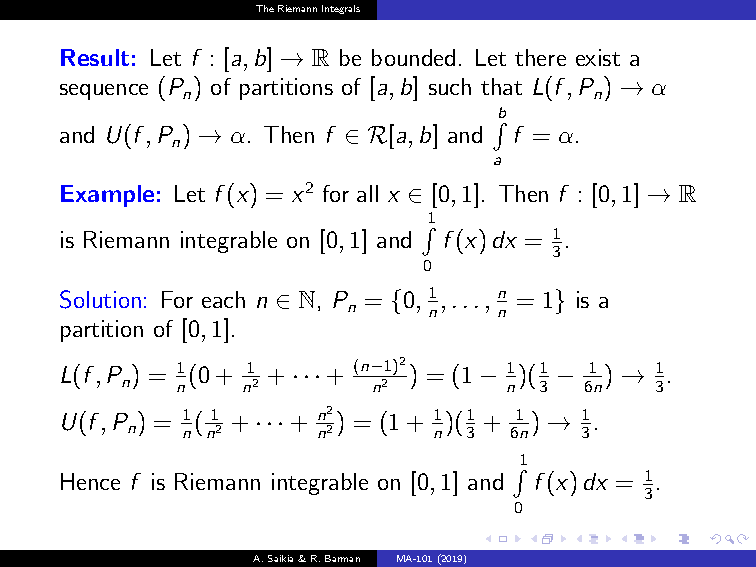 The Riemann Integrals
Result: Let f : [a, b] → ℝ be bounded. Let there exist a
sequence (Pₙ) of partitions of [a, b] such that L(f, Pₙ) → α
and U(f, Pₙ) → α. Then f ∈ ℛ[a, b] and ∫_a^b f = α.
Example: Let f(x) = x² for all x ∈ [0, 1]. Then f : [0, 1] → ℝ
is Riemann integrable on [0, 1] and ∫_0^1 f(x) dx = 1/3.
Solution: For each n ∈ ℕ, Pₙ = {0, 1/n, . . . , n/n = 1} is a
partition of [0, 1].
L(f, Pₙ) = 1/n(0 + 1/n² + · · · + (n−1)²/n²) = (1 − 1/n)(1/3 − 1/6n) → 1/3.
U(f, Pₙ) = 1/n(1/n² + · · · + n²/n²) = (1 + 1/n)(1/3 + 1/6n) → 1/3.
Hence f is Riemann integrable on [0, 1] and ∫_0^1 f(x) dx = 1/3.
A. Saikia & R. Barman MA-101 (2019)